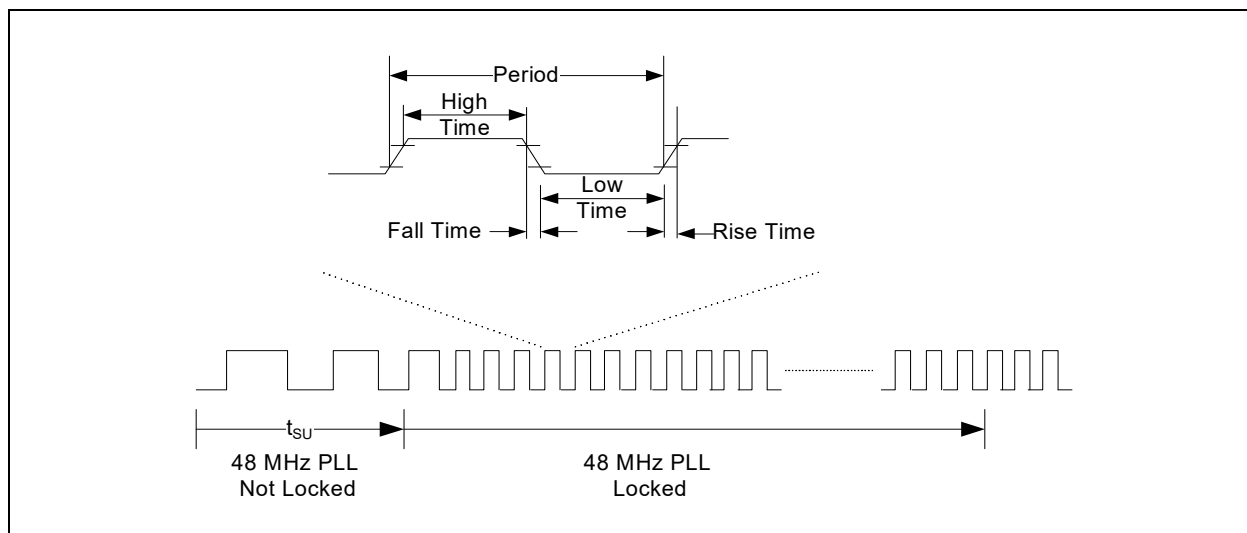 Period
High
Time
Low
Time
Fall Time
Rise Time
tSU
48 MHz PLL
Not Locked
48 MHz PLL
Locked